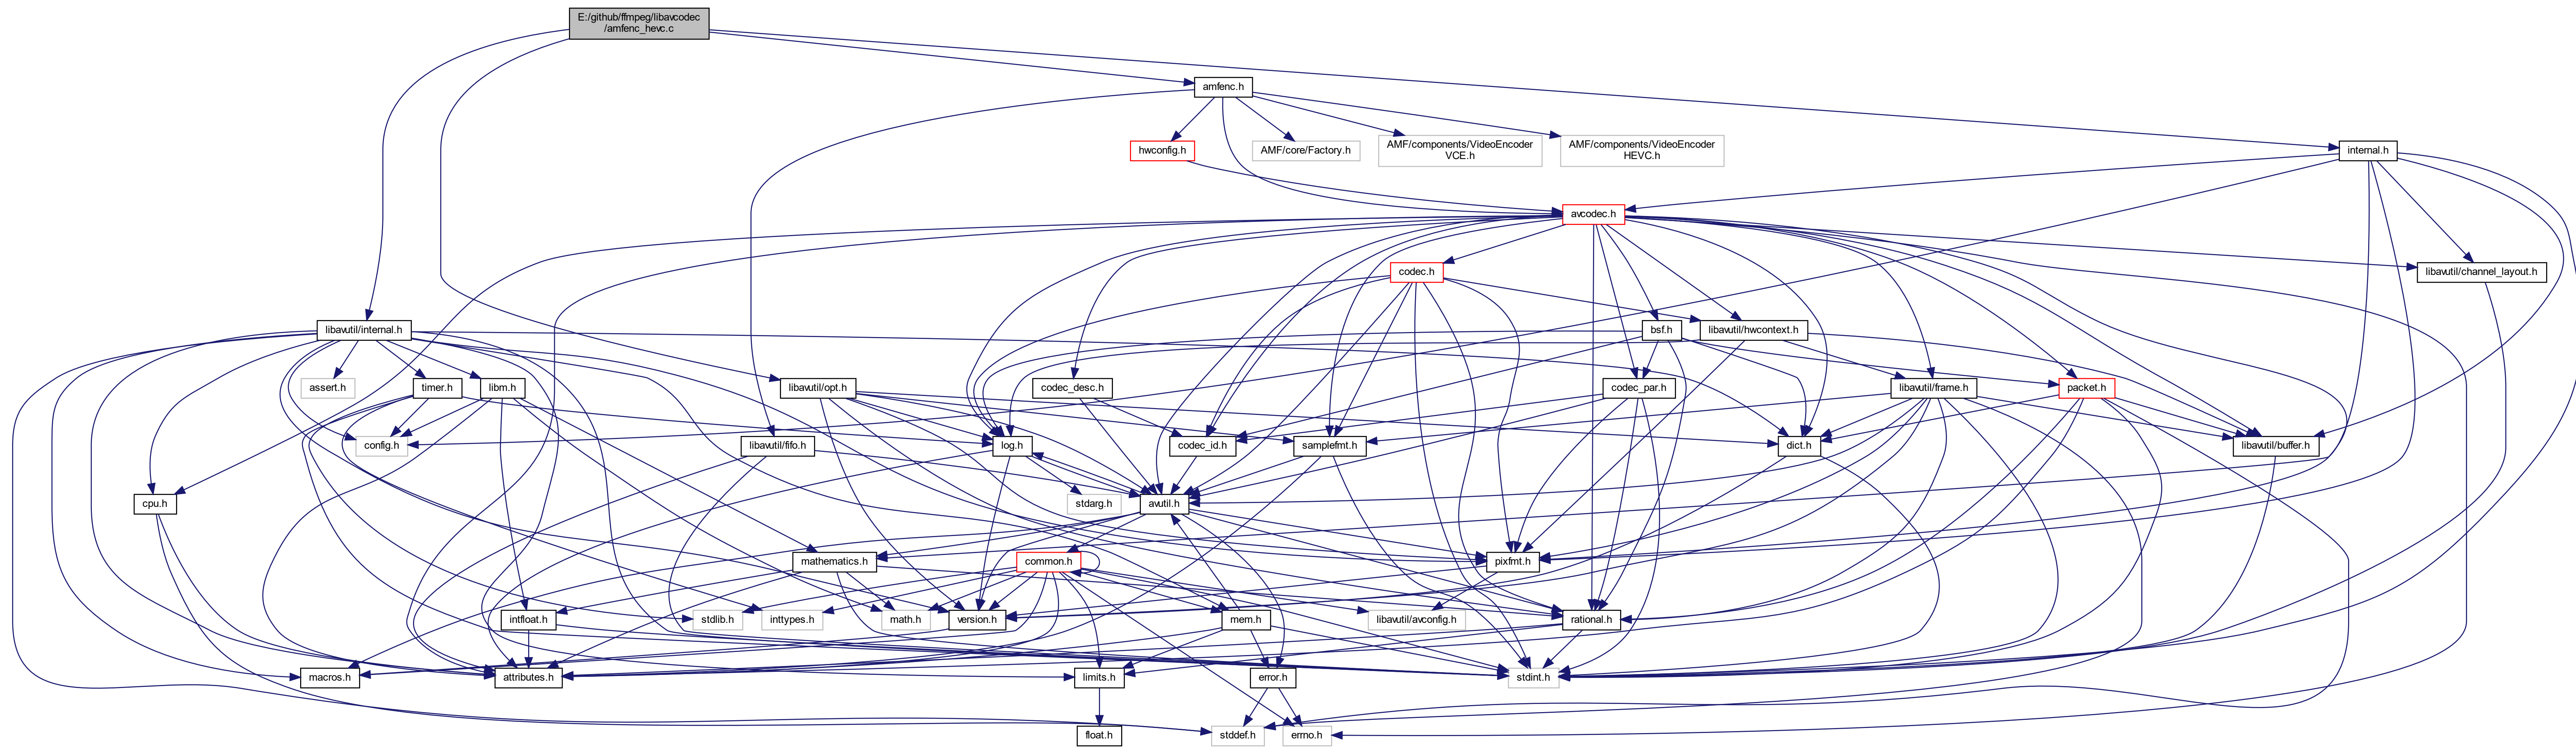 E:/github/ffmpeg/libavcodec
/amfenc_hevc.c
amfenc.h
hwconfig.h
AMF/core/Factory.h
AMF/components/VideoEncoder
VCE.h
AMF/components/VideoEncoder
HEVC.h
internal.h
avcodec.h
codec.h
libavutil/channel_layout.h
libavutil/internal.h
bsf.h
libavutil/hwcontext.h
assert.h
timer.h
libm.h
libavutil/opt.h
codec_desc.h
codec_par.h
libavutil/frame.h
packet.h
config.h
libavutil/fifo.h
log.h
codec_id.h
samplefmt.h
dict.h
libavutil/buffer.h
cpu.h
stdarg.h
avutil.h
mathematics.h
common.h
pixfmt.h
intfloat.h
stdlib.h
inttypes.h
math.h
version.h
mem.h
libavutil/avconfig.h
rational.h
macros.h
attributes.h
limits.h
error.h
stdint.h
float.h
stddef.h
errno.h